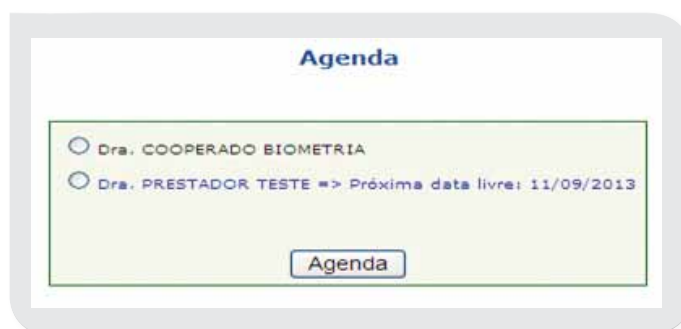 Agenda
Dra. COOPERADO BIOMETRIA
Dra. PRESTADOR TESTE => Próxima data livre: 11/09/2013
Agenda